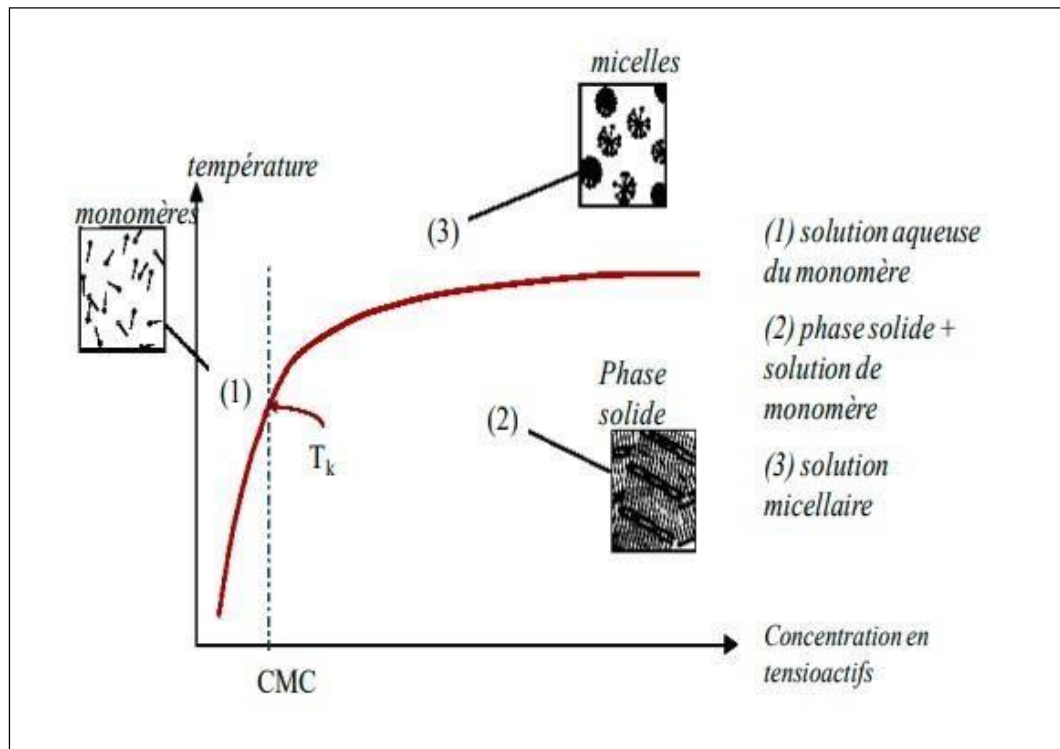 micelles
température
monomères
(3)
(1) solution aqueuse
du monomère
(2) phase solide +
solution de
monomère
(3) solution
micellaire
(1)
Phase
solide
(2)
Tk
CMC
Concentration en
tensioactifs